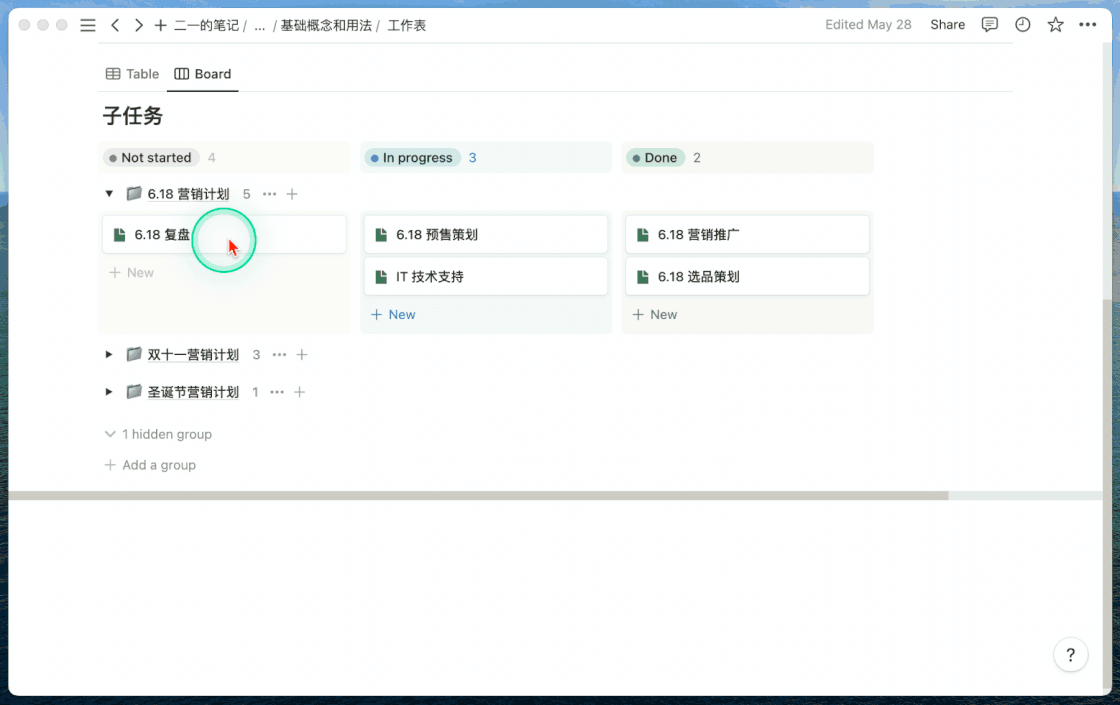 二一的笔记 / ... / 基础概念和用法 / 工作表 Edited May 28 Share
Table Board
子任务
Not started 4 In progress 3 Done 2
6.18 营销计划 5
6.18 复盘 6.18 预售策划 6.18 营销推广
+ New IT 技术支持 6.18 选品策划
+ New + New
双十一营销计划 3
圣诞节营销计划 1
1 hidden group
+ Add a group
?